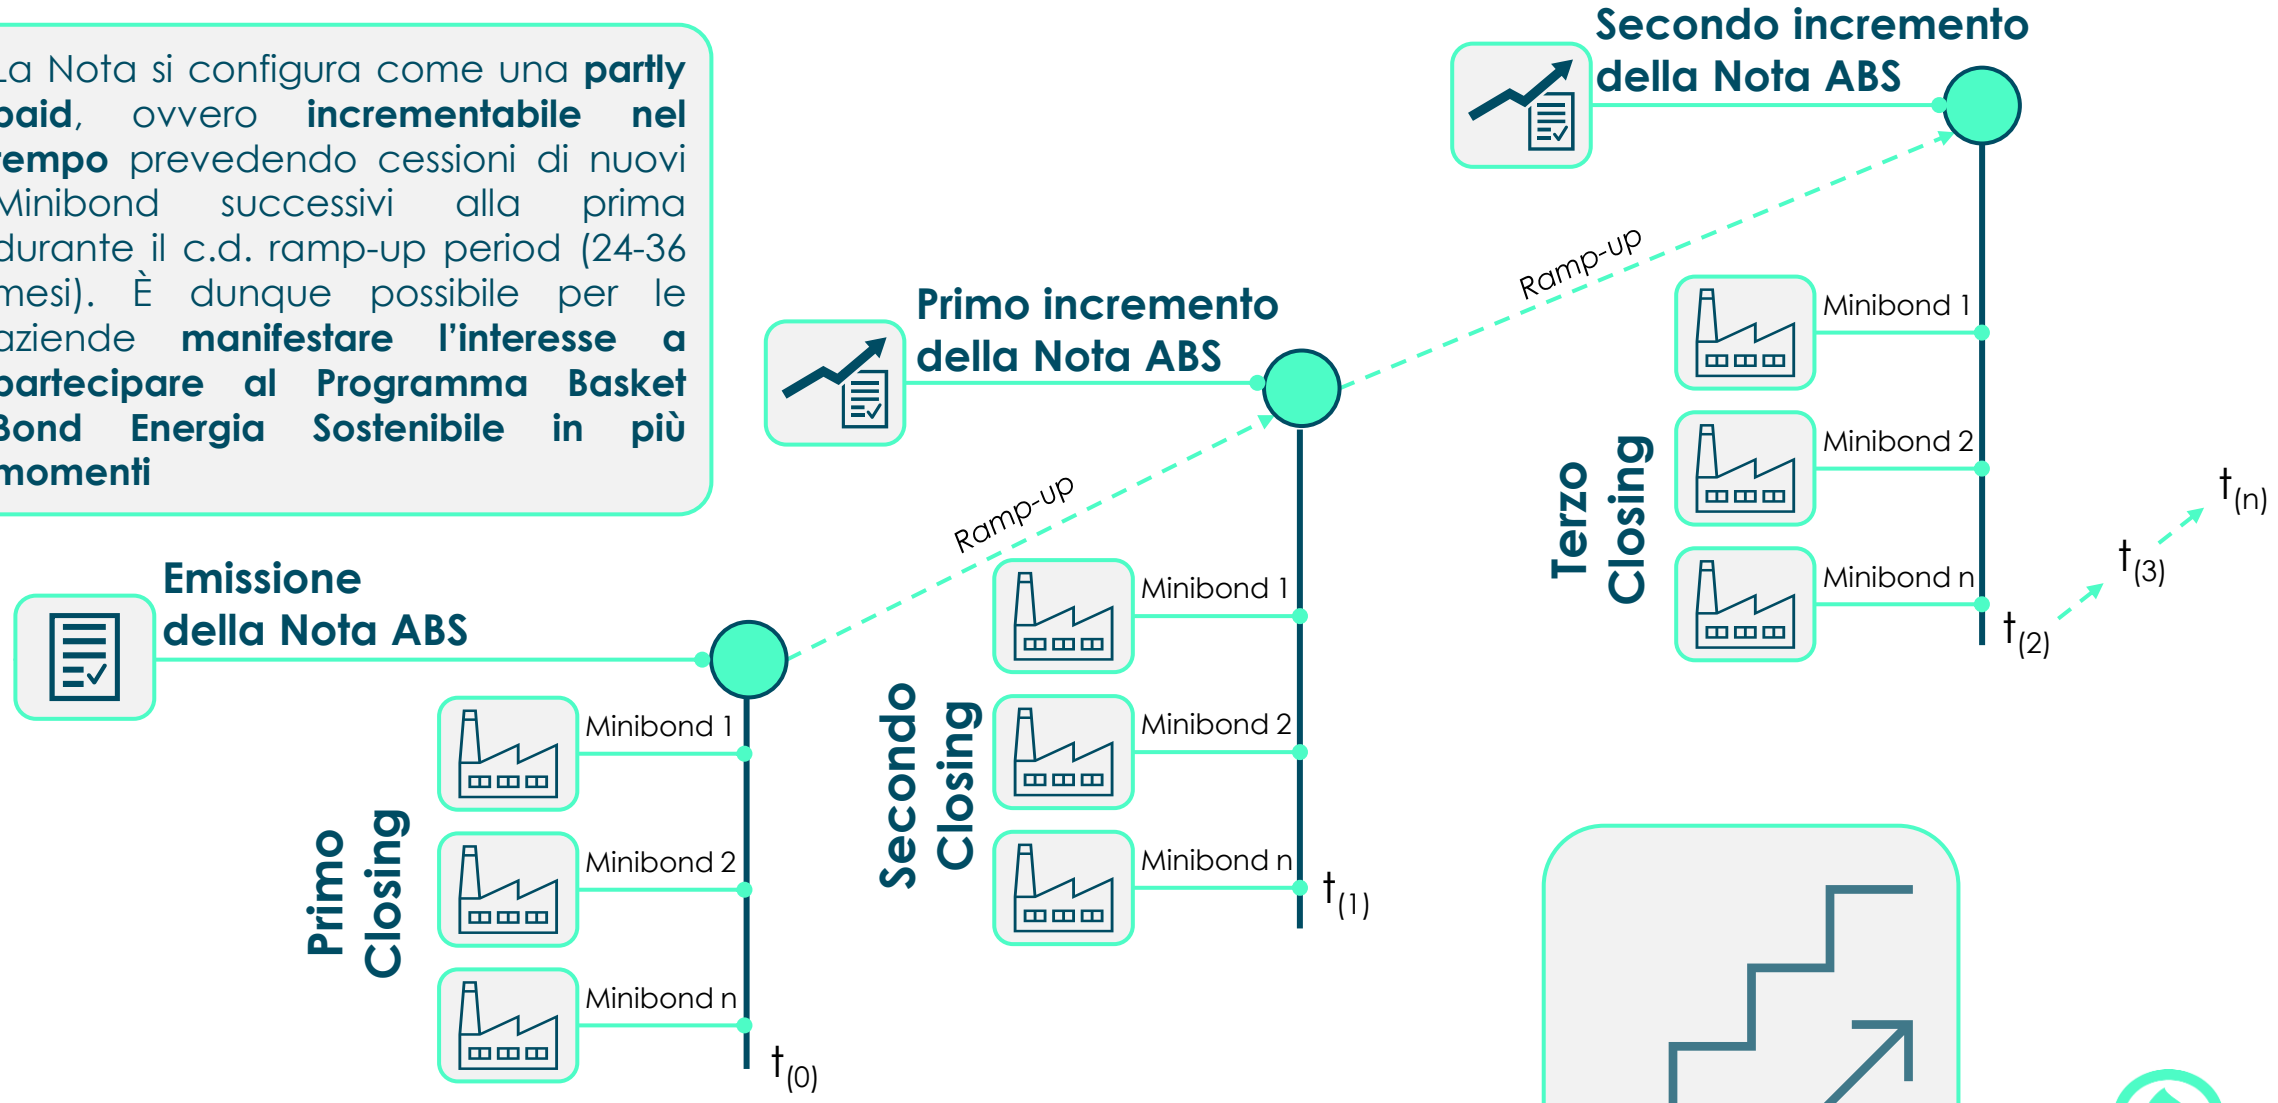 La Nota si configura come una partly
paid, ovvero incrementabile nel
tempo prevedendo cessioni di nuovi
Minibond successivi alla prima
durante il c.d. ramp-up period (24-36
mesi). È dunque possibile per le
aziende manifestare l'interesse a
partecipare al Programma Basket
Bond Energia Sostenibile in più
momenti
Emissione
della Nota ABS
Primo
Closing
Minibond 1
Minibond 2
Minibond n
t(0)
Ramp-up
Primo incremento
della Nota ABS
Secondo
Closing
Minibond 1
Minibond 2
Minibond n
t(1)
Ramp-up
Secondo incremento
della Nota ABS
Terzo
Closing
Minibond 1
Minibond 2
Minibond n
t(2)
t(3)
t(n)